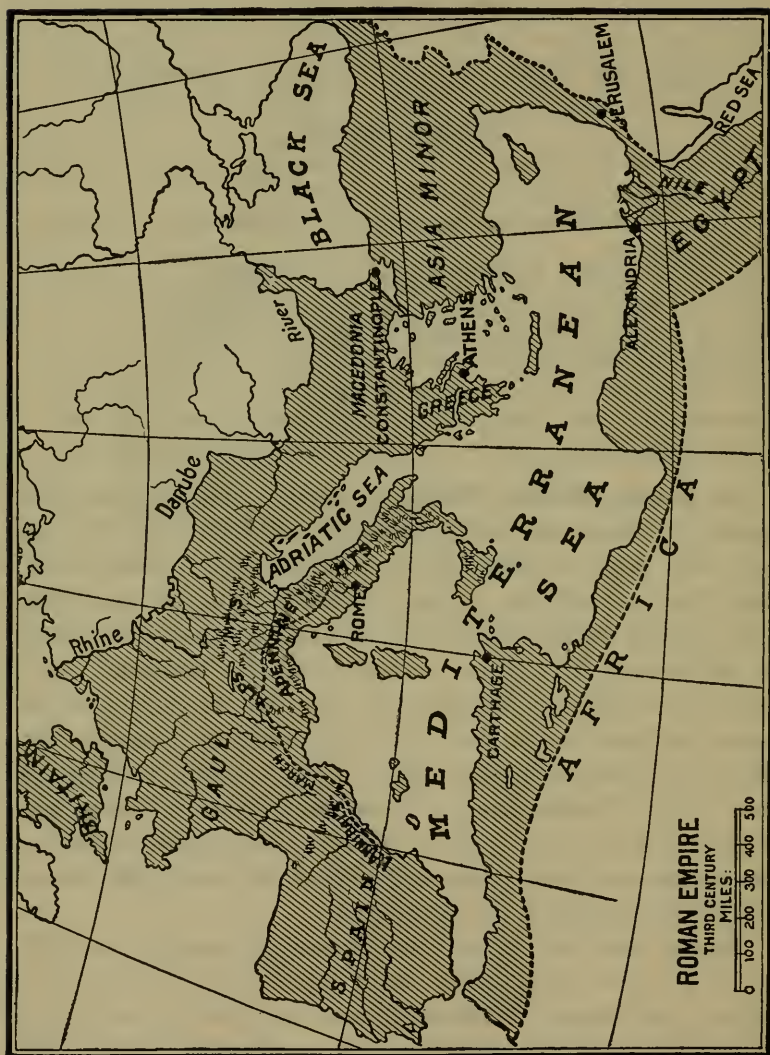 BRITAIN
Rhine
Danube
River
GAUL
ALPS MTS
BLACK SEA
MACEDONIA
CONSTANTINOPLE
ASIA MINOR
ADRIATIC SEA
APENNINE MTS
HANNIBAL'S MARCH
SPAIN
ROME
GREECE
ATHENS
MEDITERRANEAN
SEA
CARTHAGE
ALEXANDRIA
JERUSALEM
NILE
EGYPT
RED SEA
AFRICA
ROMAN EMPIRE
THIRD CENTURY
MILES:
0 100 200 300 400 500